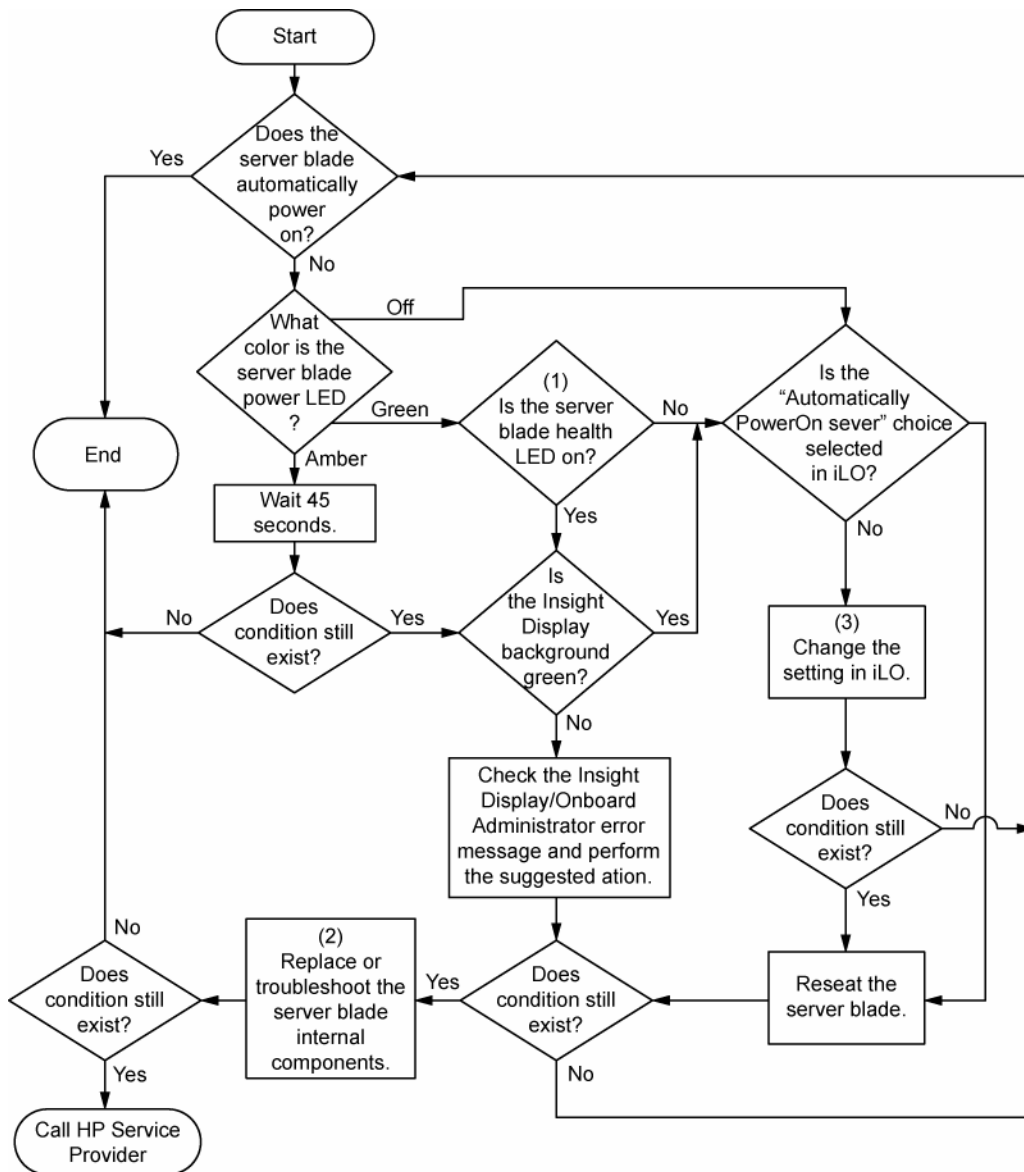 Start
Does the
server blade
automatically
power
on?
Yes
No
What
color is the
server blade
power LED
?
Off
Green
Amber
(1)
Is the server
blade health
LED on?
No
Yes
Is the
“Automatically
PowerOn sever” choice
selected
in iLO?
No
End
Wait 45
seconds.
Does
condition still
exist?
No
Yes
Is
the Insight
Display
background
green?
Yes
No
(3)
Change the
setting in iLO.
Check the Insight
Display/Onboard
Administrator error
message and perform
the suggested ation.
Does
condition still
exist?
No
Yes
Reseat the
server blade.
Does
condition still
exist?
Yes
No
(2)
Replace or
troubleshoot the
server blade
internal
components.
Does
condition still
exist?
No
Yes
Call HP Service
Provider